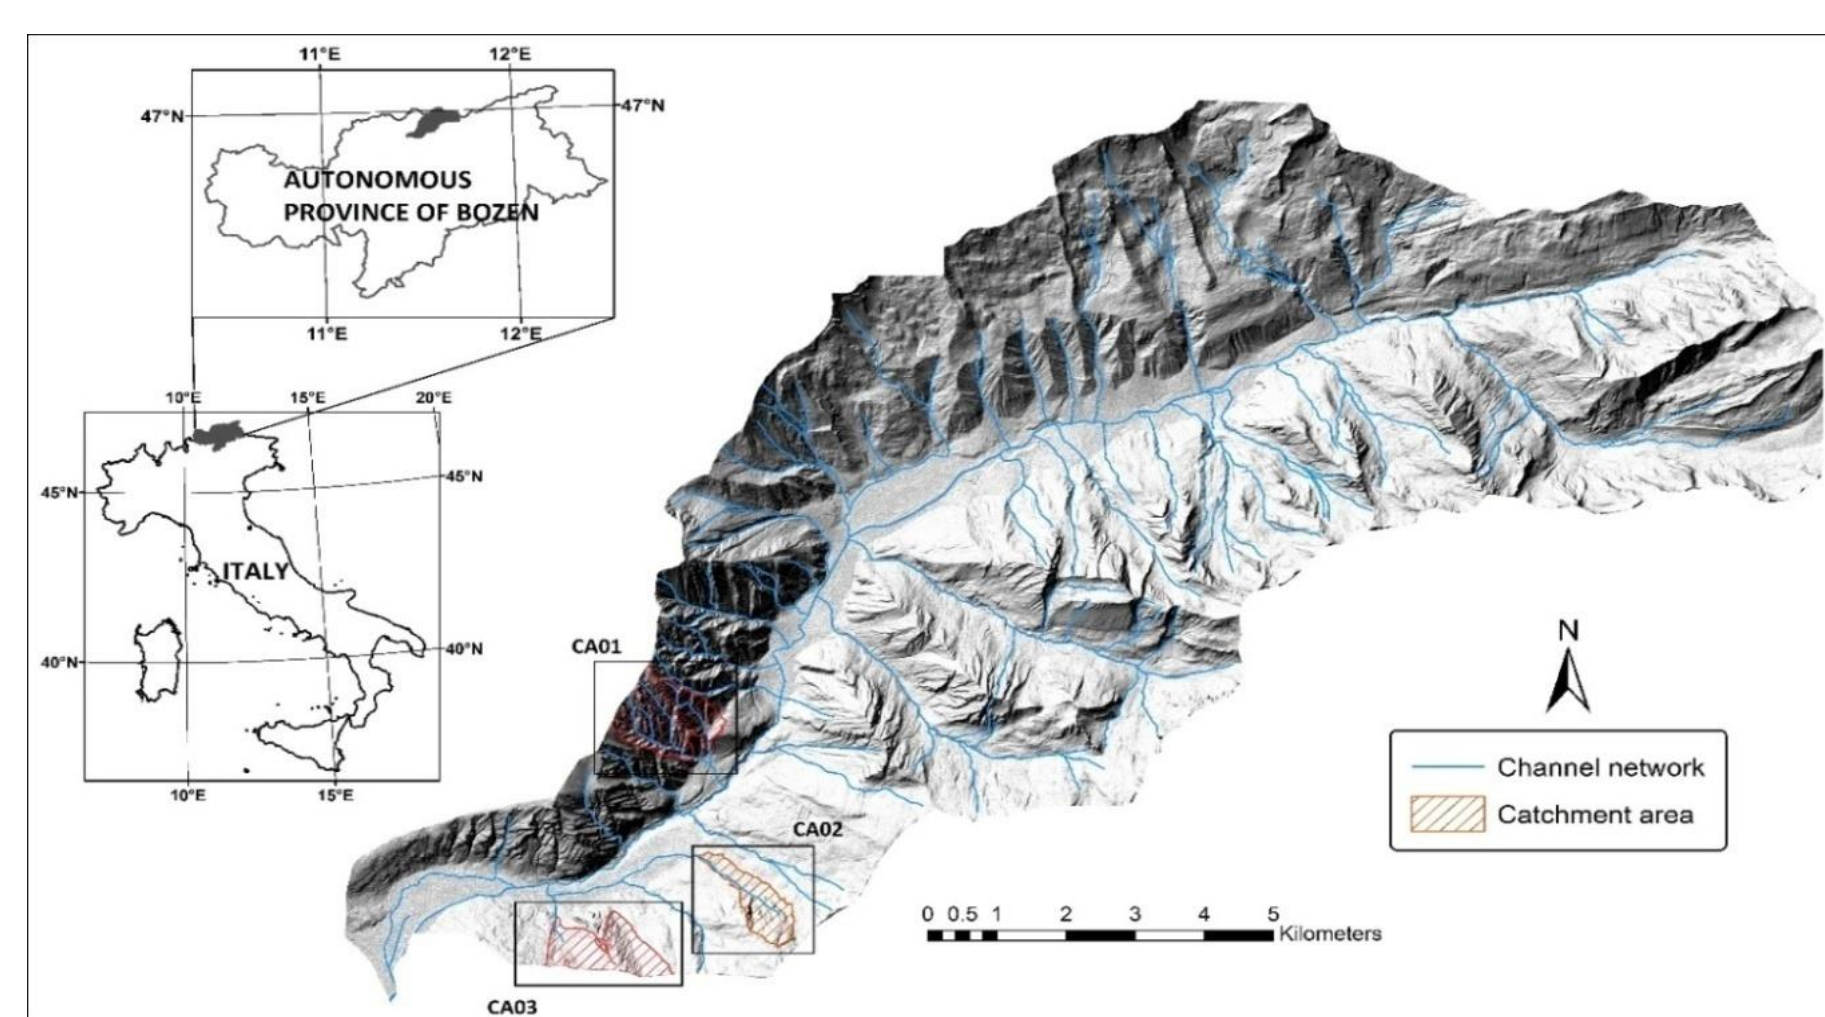 11°E 12°E
47°N 47°N
AUTONOMOUS
PROVINCE OF BOZEN
11°E 12°E
10°E 15°E 20°E
45°N 45°N
ITALY
40°N 40°N
10°E 15°E
CA01
CA02
CA03
N
Channel network
Catchment area
0 0.5 1 2 3 4 5
Kilometers